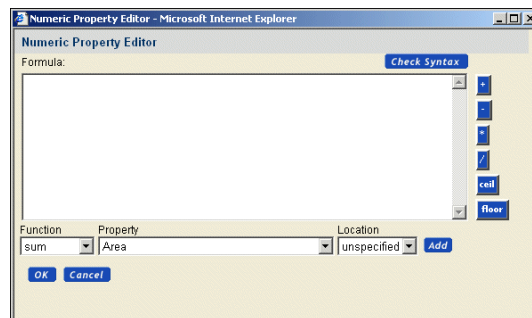 Numeric Property Editor - Microsoft Internet Explorer
Numeric Property Editor
Formula:
Check Syntax
+
-
*
/
ceil
floor
Function Property Location
sum Area unspecified Add
OK Cancel